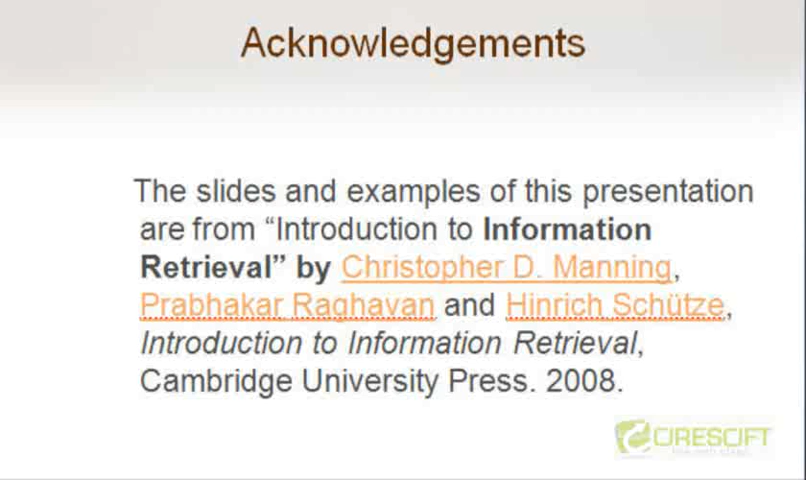 Acknowledgements
The slides and examples of this presentation
are from “Introduction to Information
Retrieval” by Christopher D. Manning,
Prabhakar Raghavan and Hinrich Schütze,
Introduction to Information Retrieval,
Cambridge University Press. 2008.